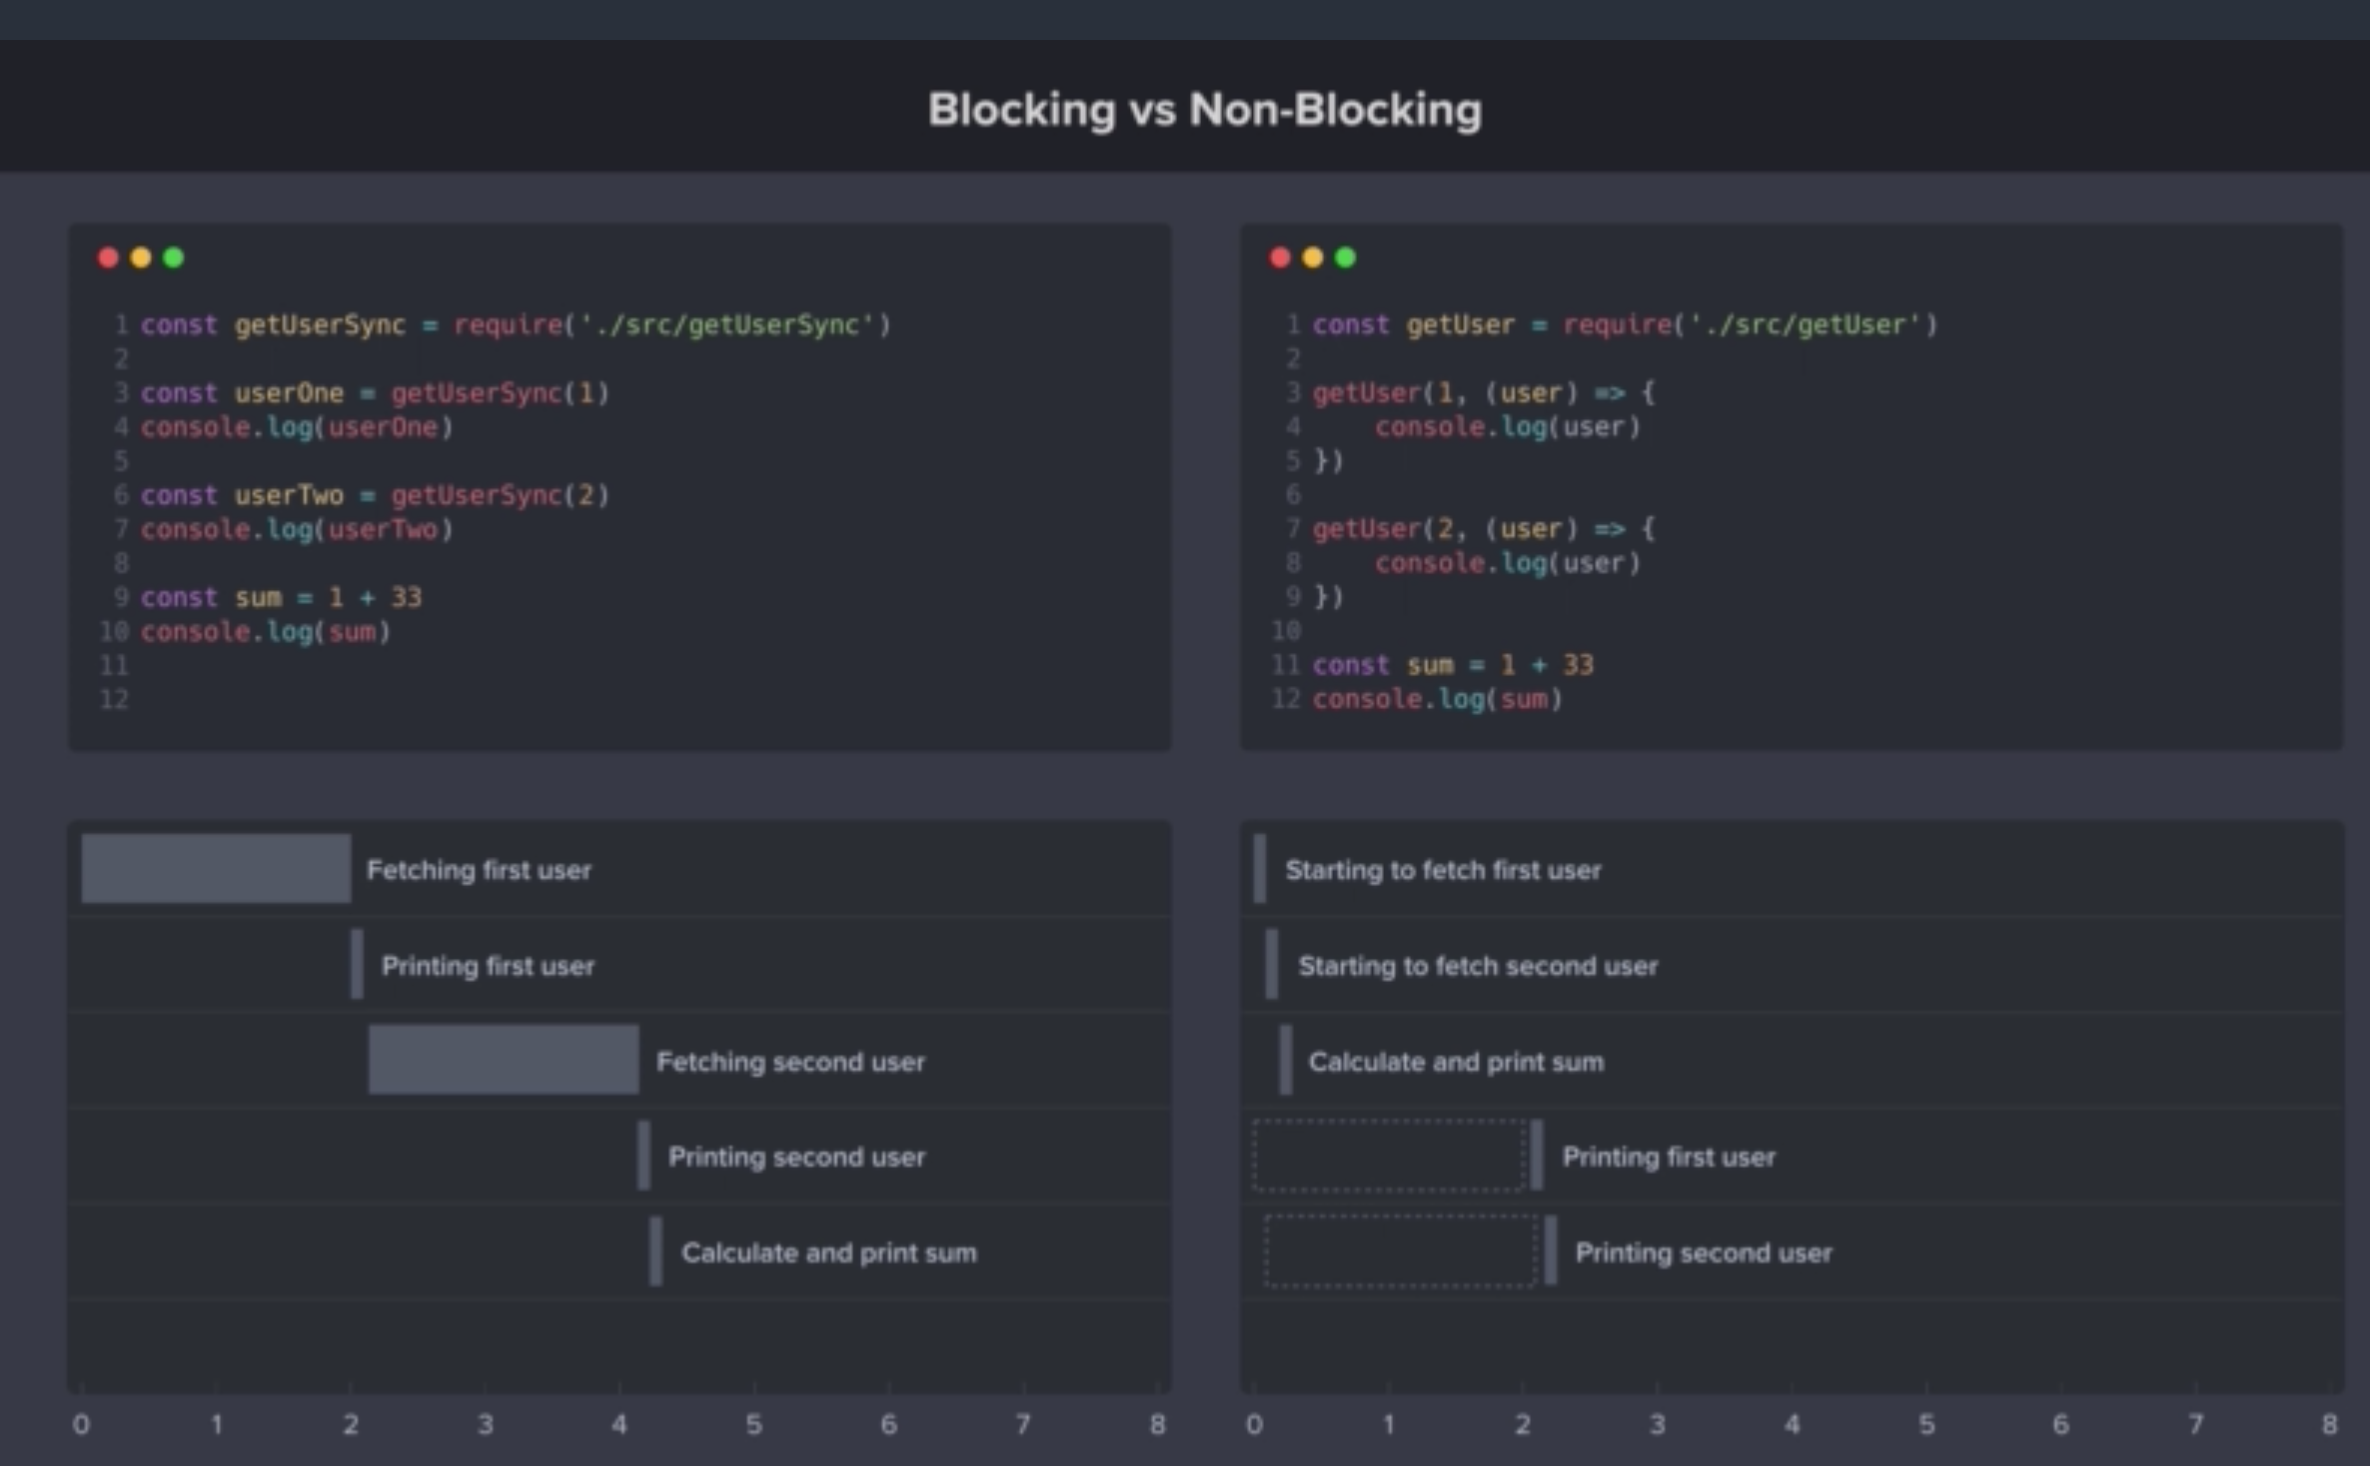 Blocking vs Non-Blocking
1 const getUserSync = require('./src/getUserSync')
2
3 const userOne = getUserSync(1)
4 console.log(userOne)
5
6 const userTwo = getUserSync(2)
7 console.log(userTwo)
8
9 const sum = 1 + 33
10 console.log(sum)
11
12
1 const getUser = require('./src/getUser')
2
3 getUser(1, (user) => {
4     console.log(user)
5 })
6
7 getUser(2, (user) => {
8     console.log(user)
9 })
10
11 const sum = 1 + 33
12 console.log(sum)
Fetching first user
Printing first user
Fetching second user
Printing second user
Calculate and print sum
0 1 2 3 4 5 6 7 8
Starting to fetch first user
Starting to fetch second user
Calculate and print sum
Printing first user
Printing second user
0 1 2 3 4 5 6 7 8